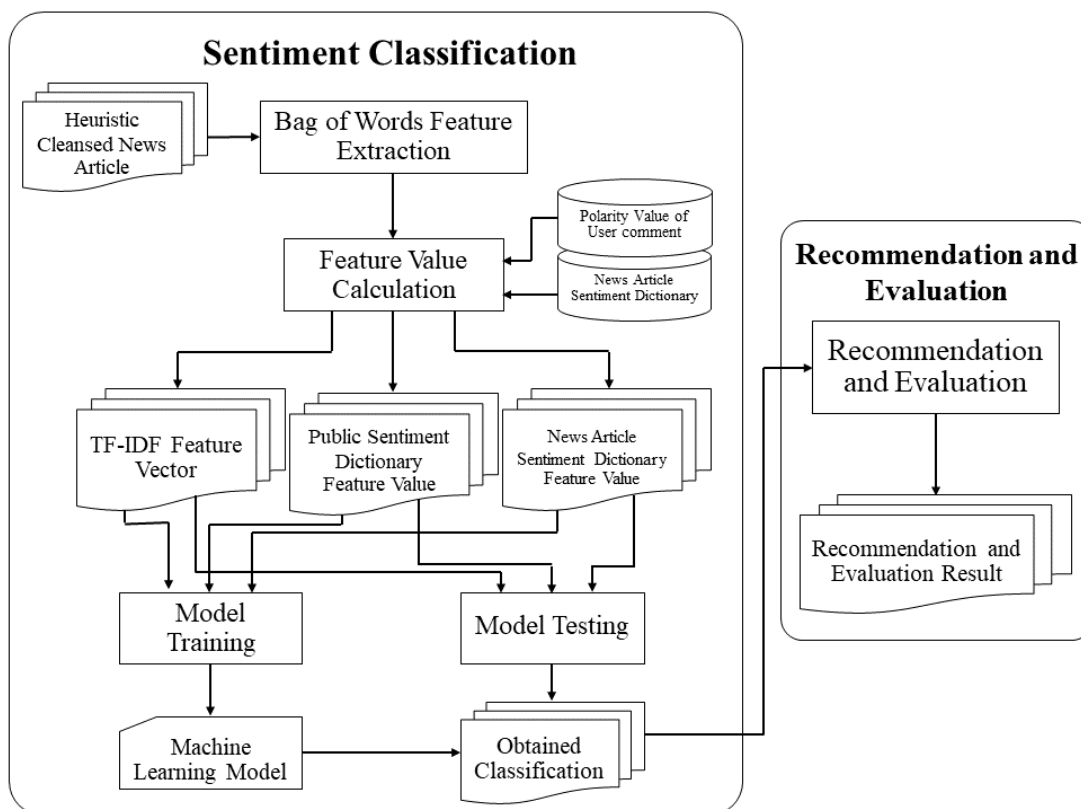 Sentiment Classification
Heuristic
Cleansed News
Article
Bag of Words Feature
Extraction
Polarity Value of
User comment
Feature Value
Calculation
News Article
Sentiment Dictionary
TF-IDF Feature
Vector
Public Sentiment
Dictionary
Feature Value
News Article
Sentiment Dictionary
Feature Value
Model
Training
Model Testing
Machine
Learning Model
Obtained
Classification
Recommendation and
Evaluation
Recommendation
and Evaluation
Recommendation and
Evaluation Result